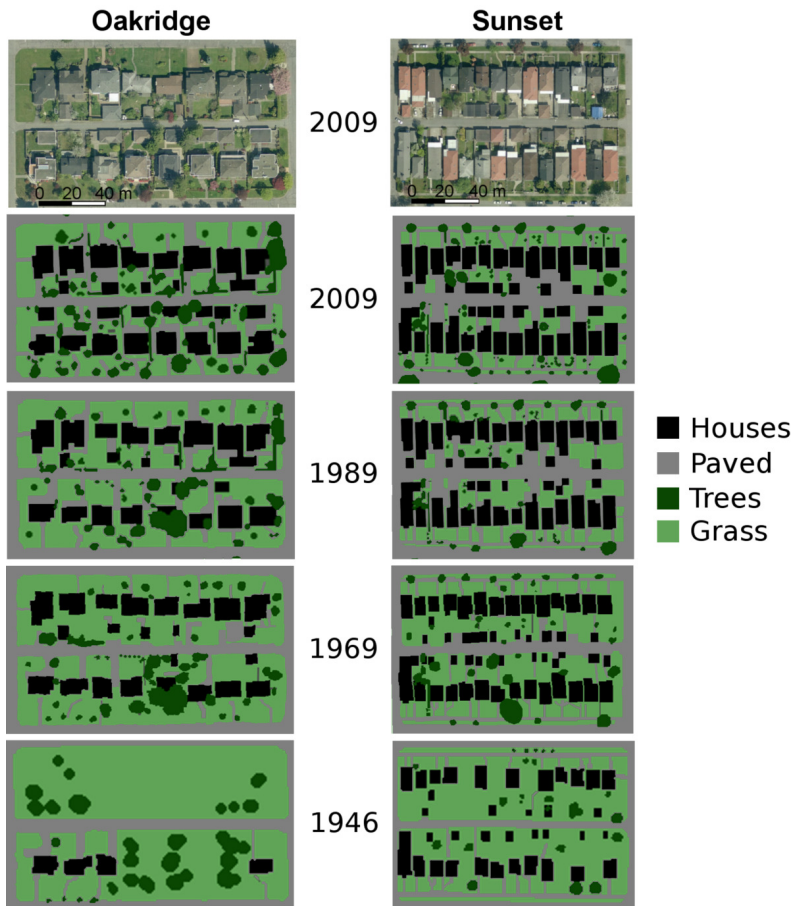 Oakridge Sunset
2009
0 20 40 m 0 20 40 m
2009
1989
Houses
Paved
Trees
Grass
1969
1946